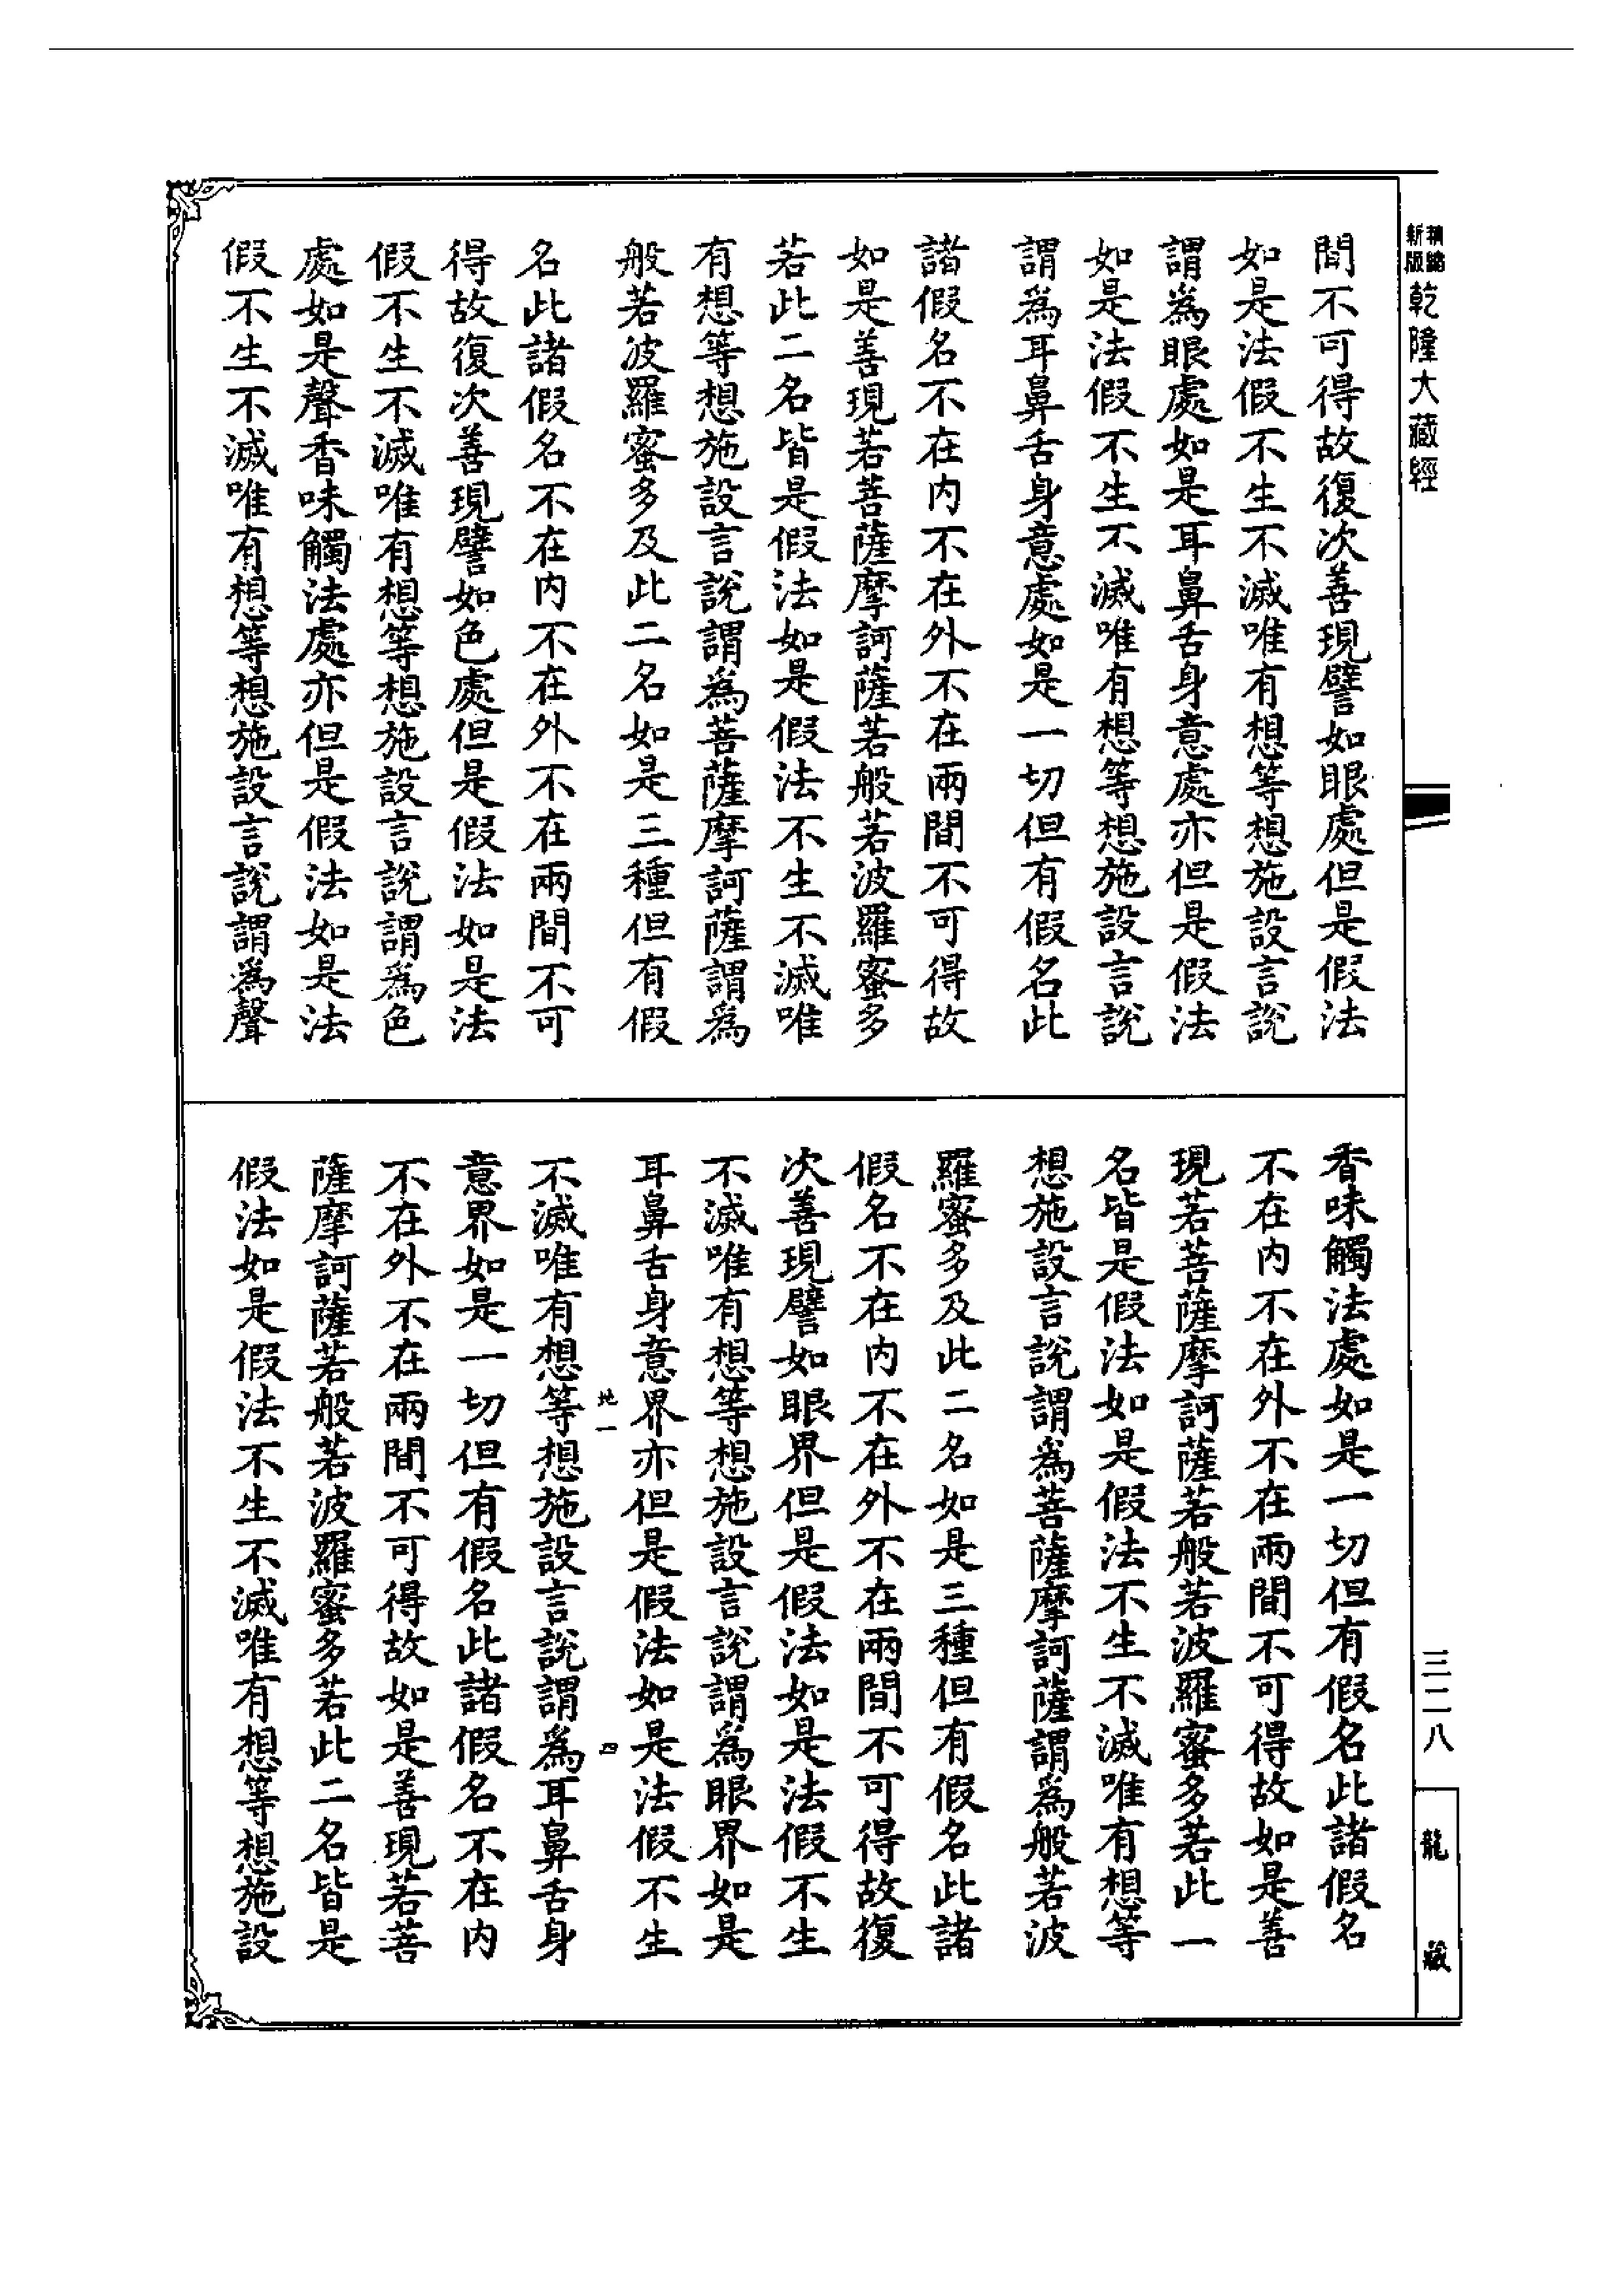 新版
精縮
乾隆大藏經
間不可得故復次善現譬如眼處但是假法
如是法假不生不滅唯有想等想施設言說
謂為眼處如是耳鼻舌身意處亦但是假法
如是法假不生不滅唯有想等想施設言說
謂為耳鼻舌身意處如是一切但有假名此
諸假名不在内不在外不在兩間不可得故
如是善現若菩薩摩訶薩若般若波羅蜜多
若此二名皆是假法如是假法不生不滅唯
有想等想施設言說謂為菩薩摩訶薩謂為
般若波羅蜜多及此二名如是三種但有假
名此諸假名不在内不在外不在兩間不可
得故復次善現譬如色處但是假法如是法
假不生不滅唯有想等想施設言說謂為色
處如是聲香味觸法處亦但是假法如是法
假不生不滅唯有想等想施設言說謂為聲
香味觸法處如是一切但有假名此諸假名
不在内不在外不在兩間不可得故如是善
現若菩薩摩訶薩若般若波羅蜜多若此一
名皆是假法如是假法不生不滅唯有想等
想施設言說謂為菩薩摩訶薩謂為般若波
羅蜜多及此二名如是三種但有假名此諸
假名不在内不在外不在兩間不可得故復
次善現譬如眼界但是假法如是法假不生
不滅唯有想等想施設言說謂為眼界如是
耳鼻舌身意界亦但是假法如是法假不生
地一
四
不滅唯有想等想施設言說謂為耳鼻舌身
意界如是一切但有假名此諸假名不在内
不在外不在兩間不可得故如是善現若菩
薩摩訶薩若般若波羅蜜多若此二名皆是
假法如是假法不生不滅唯有想等想施設
三二八
龍藏